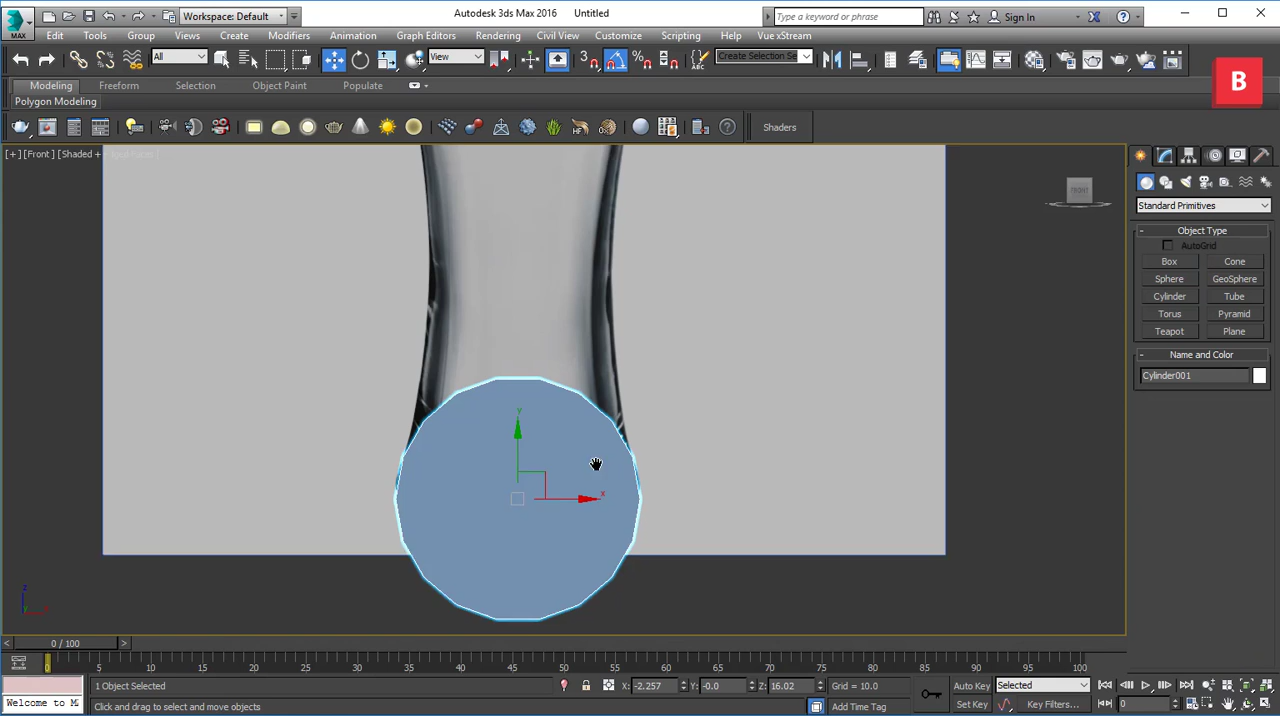 Autodesk 3ds Max 2016 Untitled
MAX
Workspace: Default
Type a keyword or phrase
Sign In
Edit Tools Group Views Create Modifiers Animation Graph Editors Rendering Civil View Customize Scripting Help Vue xStream
All
View
Create Selection Se
B
Modeling Freeform Selection Object Paint Populate
Polygon Modeling
Shaders
[+] [Front] [Shaded +
FRONT
Standard Primitives
- Object Type
AutoGrid
Box Cone
Sphere GeoSphere
Cylinder Tube
Torus Pyramid
Teapot Plane
- Name and Color
Cylinder001
y
x
z
0 / 100
0 5 10 15 20 25 30 35 40 45 50 55 60 65 70 75 80 85 90 95 100
1 Object Selected
X: -2.257 Y: -0.0 Z: 16.02 Grid = 10.0
Auto Key Selected
Welcome to M
Click and drag to select and move objects
Add Time Tag
Set Key Key Filters...
0